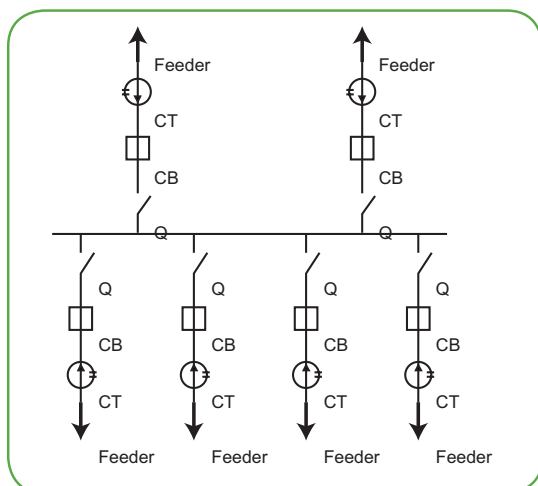 Feeder Feeder
CT CT
CB CB
Q Q
Q Q Q Q
CB CB CB CB
CT CT CT CT
Feeder Feeder Feeder Feeder